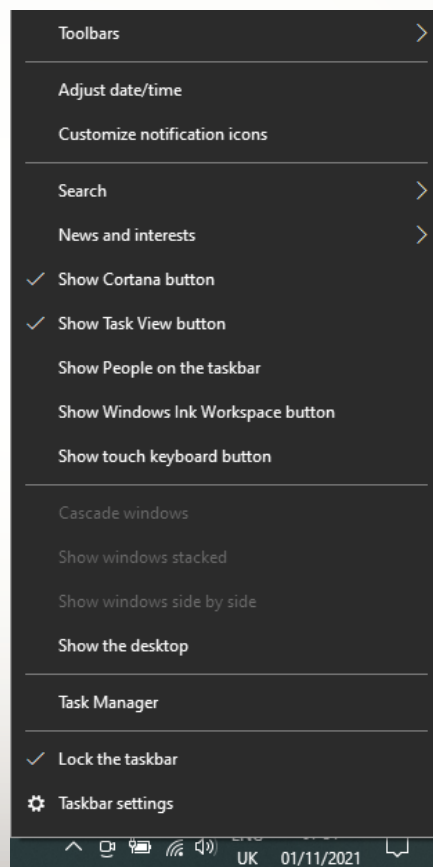 Toolbars
Adjust date/time
Customize notification icons
Search
News and interests
Show Cortana button
Show Task View button
Show People on the taskbar
Show Windows Ink Workspace button
Show touch keyboard button
Cascade windows
Show windows stacked
Show windows side by side
Show the desktop
Task Manager
Lock the taskbar
Taskbar settings
UK 01/11/2021